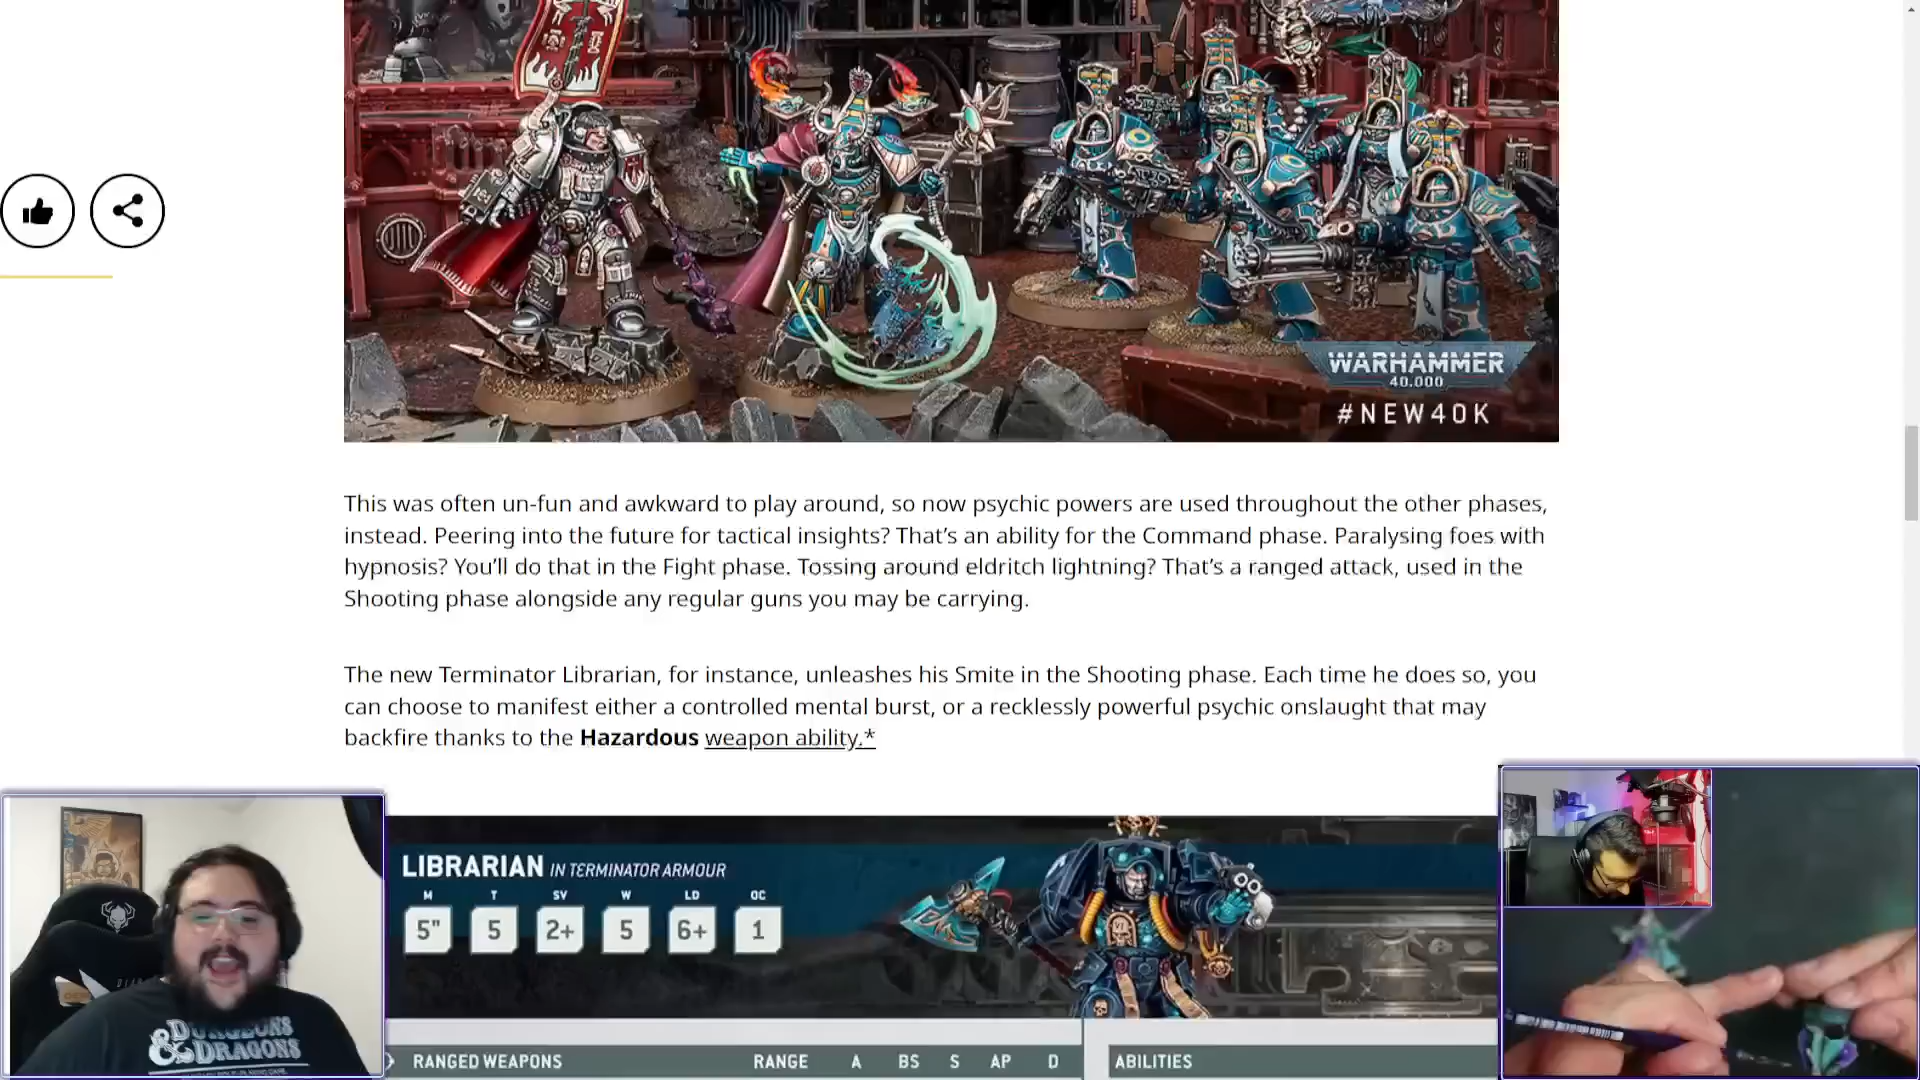 WARHAMMER
40,000
#NEW40K
This was often un-fun and awkward to play around, so now psychic powers are used throughout the other phases,
instead. Peering into the future for tactical insights? That’s an ability for the Command phase. Paralysing foes with
hypnosis? You’ll do that in the Fight phase. Tossing around eldritch lightning? That’s a ranged attack, used in the
Shooting phase alongside any regular guns you may be carrying.
The new Terminator Librarian, for instance, unleashes his Smite in the Shooting phase. Each time he does so, you
can choose to manifest either a controlled mental burst, or a recklessly powerful psychic onslaught that may
backfire thanks to the Hazardous weapon ability.*
LIBRARIAN IN TERMINATOR ARMOUR
M T SV W LD OC
5" 5 2+ 5 6+ 1
RANGED WEAPONS RANGE A BS S AP D ABILITIES
DUNGEONS
& DRAGONS